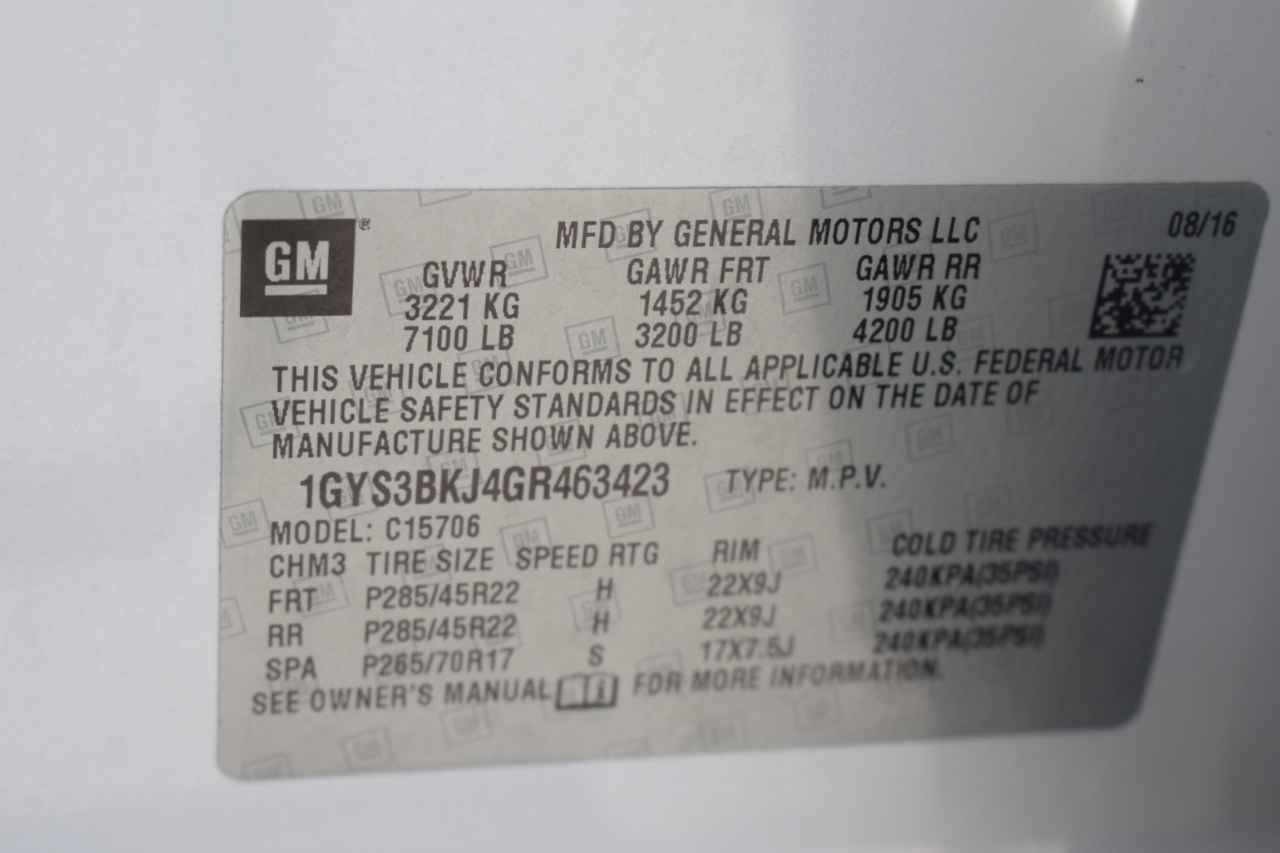 GM ® MFD BY GENERAL MOTORS LLC 08/16
GVWR GAWR FRT GAWR RR
3221 KG 1452 KG 1905 KG
7100 LB 3200 LB 4200 LB
THIS VEHICLE CONFORMS TO ALL APPLICABLE U.S. FEDERAL MOTOR
VEHICLE SAFETY STANDARDS IN EFFECT ON THE DATE OF
MANUFACTURE SHOWN ABOVE.
1GYS3BKJ4GR463423 TYPE: M.P.V.
MODEL: C15706
CHM3 TIRE SIZE SPEED RTG RIM COLD TIRE PRESSURE
FRT P285/45R22 H 22X9J 240KPA(35PSI)
RR P285/45R22 H 22X9J 240KPA(35PSI)
SPA P265/70R17 S 17X7.5J 240KPA(35PSI)
SEE OWNER'S MANUAL i FOR MORE INFORMATION.